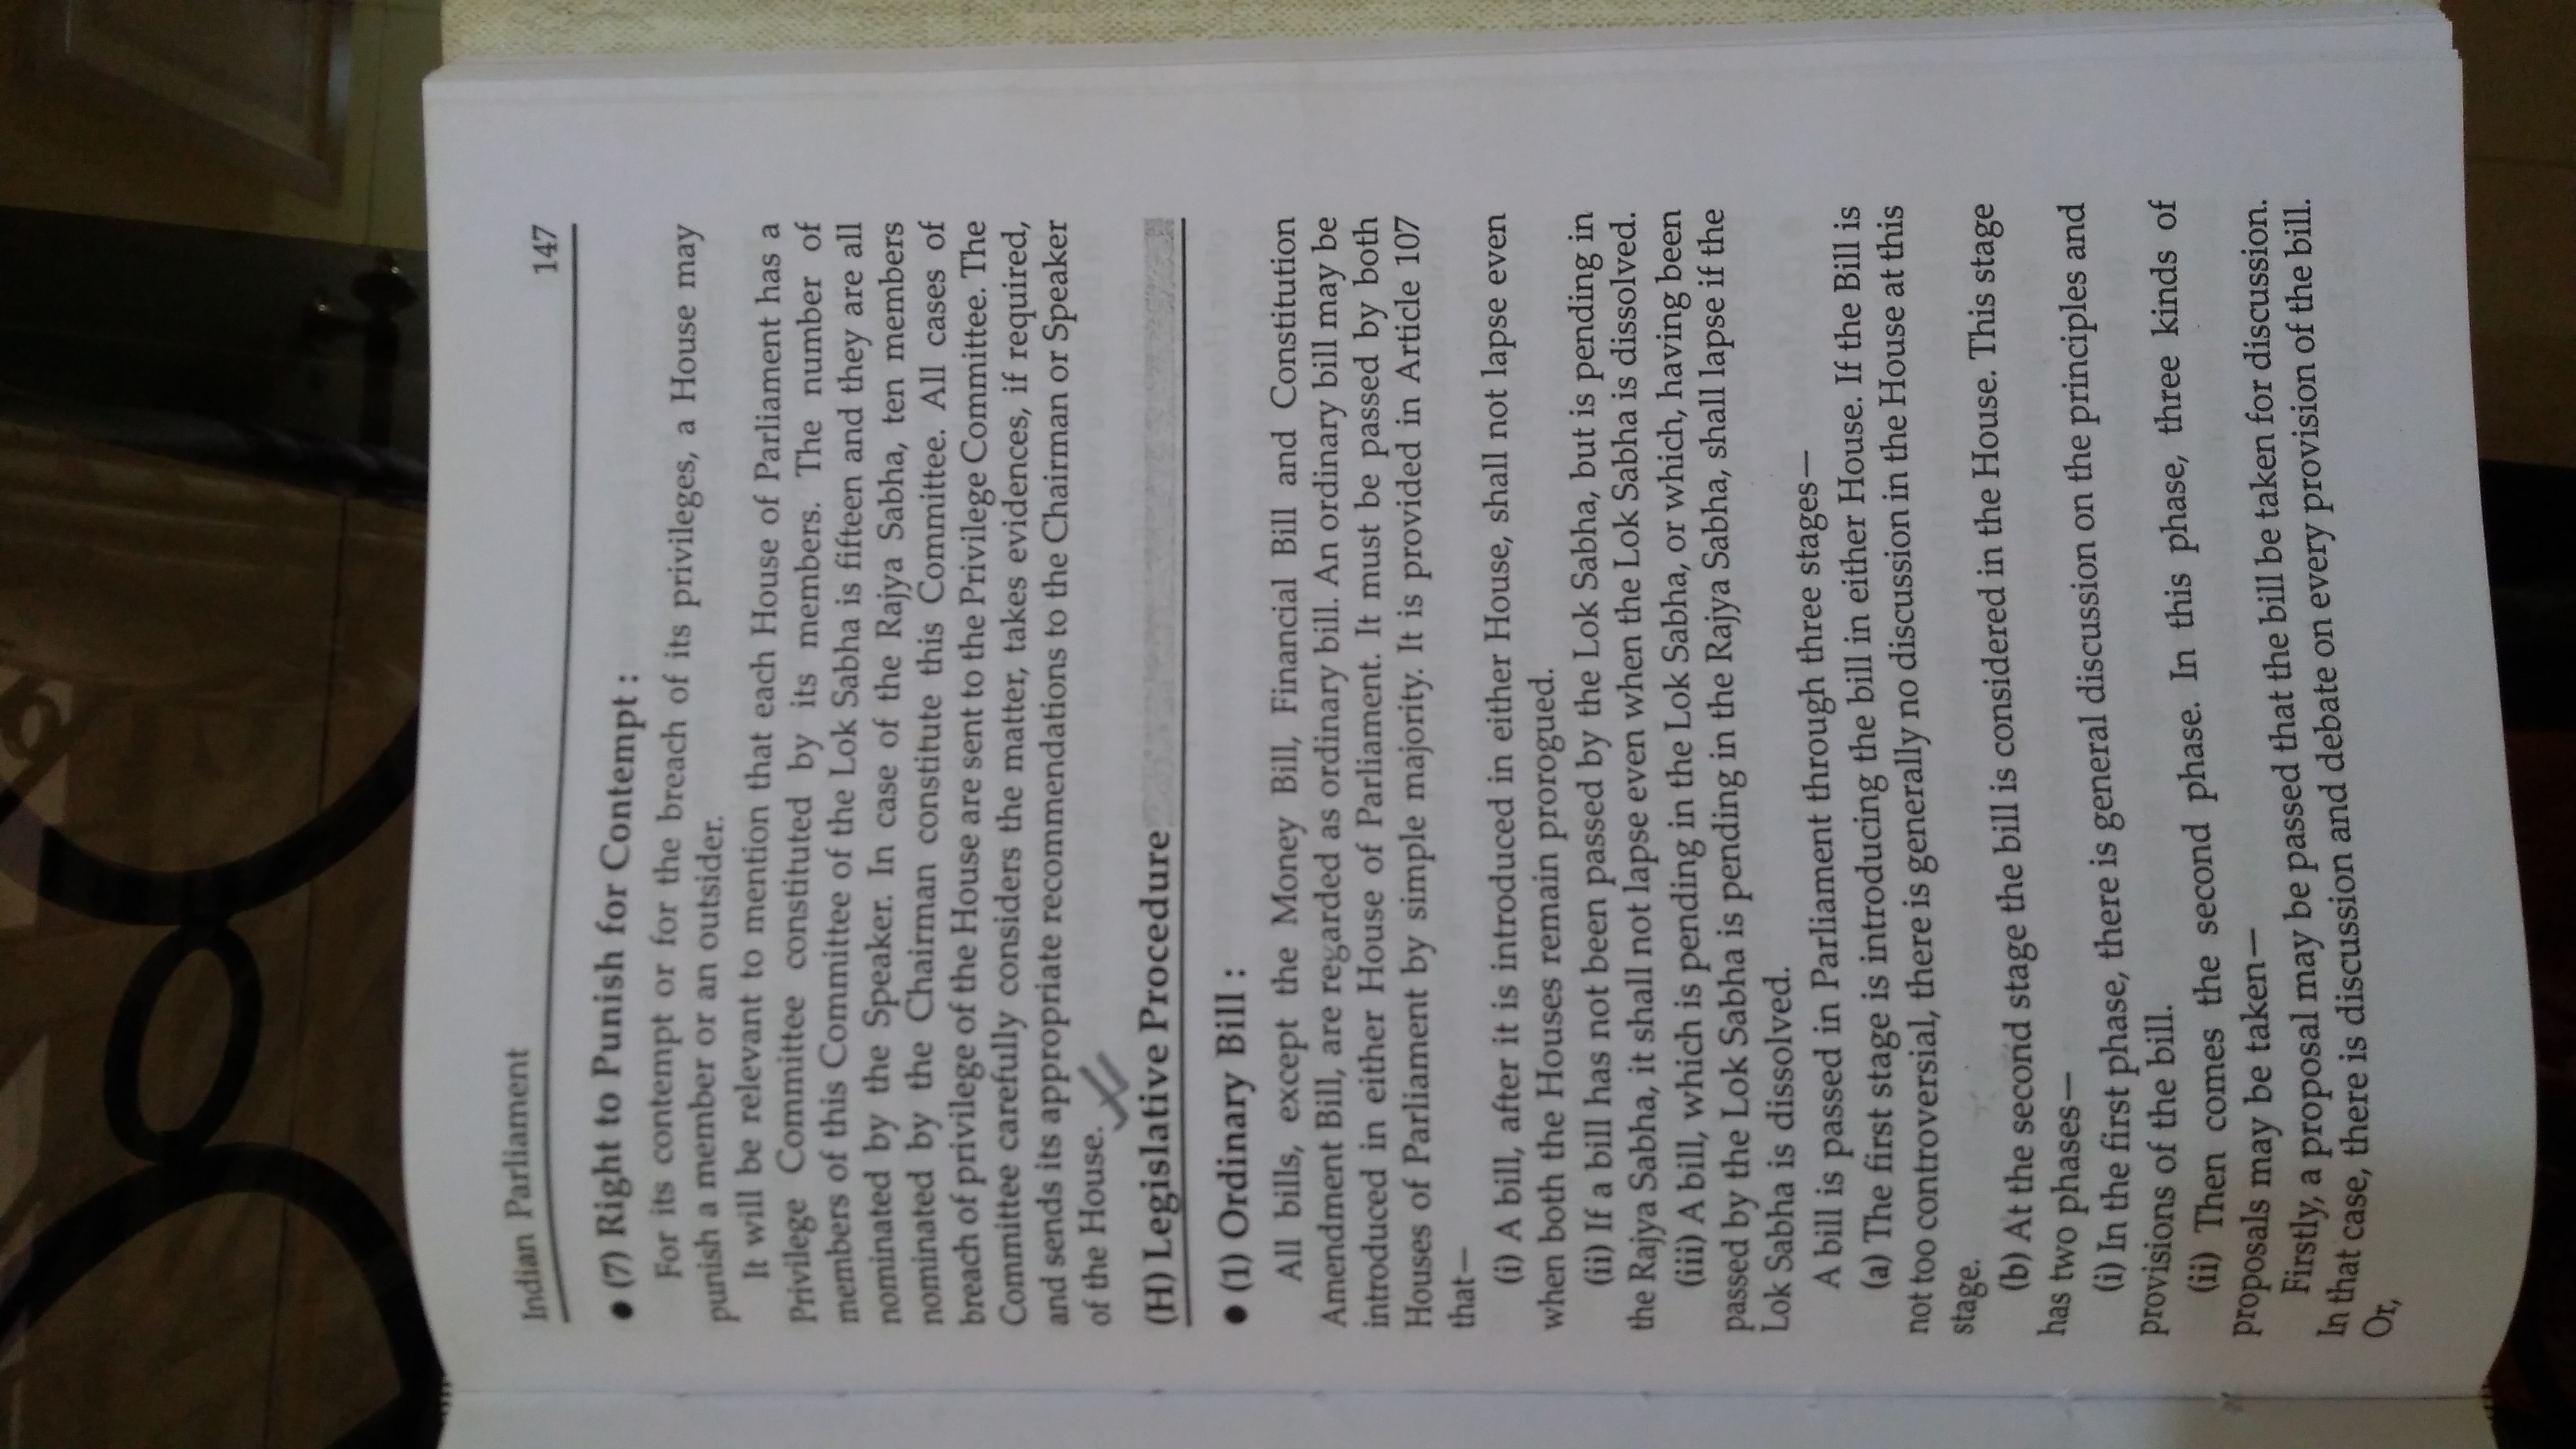 Indian Parliament 147
● (7) Right to Punish for Contempt :
For its contempt or for the breach of its privileges, a House may
punish a member or an outsider.
It will be relevant to mention that each House of Parliament has a
Privilege Committee constituted by its members. The number of
members of this Committee of the Lok Sabha is fifteen and they are all
nominated by the Speaker. In case of the Rajya Sabha, ten members
nominated by the Chairman constitute this Committee. All cases of
breach of privilege of the House are sent to the Privilege Committee. The
Committee carefully considers the matter, takes evidences, if required,
and sends its appropriate recommendations to the Chairman or Speaker
of the House.
(H) Legislative Procedure
● (1) Ordinary Bill :
All bills, except the Money Bill, Financial Bill and Constitution
Amendment Bill, are regarded as ordinary bill. An ordinary bill may be
introduced in either House of Parliament. It must be passed by both
Houses of Parliament by simple majority. It is provided in Article 107
that—
(i) A bill, after it is introduced in either House, shall not lapse even
when both the Houses remain prorogued.
(ii) If a bill has not been passed by the Lok Sabha, but is pending in
the Rajya Sabha, it shall not lapse even when the Lok Sabha is dissolved.
(iii) A bill, which is pending in the Lok Sabha, or which, having been
passed by the Lok Sabha is pending in the Rajya Sabha, shall lapse if the
Lok Sabha is dissolved.
A bill is passed in Parliament through three stages—
(a) The first stage is introducing the bill in either House. If the Bill is
not too controversial, there is generally no discussion in the House at this
stage.
(b) At the second stage the bill is considered in the House. This stage
has two phases—
(i) In the first phase, there is general discussion on the principles and
provisions of the bill.
(ii) Then comes the second phase. In this phase, three kinds of
proposals may be taken—
Firstly, a proposal may be passed that the bill be taken for discussion.
In that case, there is discussion and debate on every provision of the bill.
Or,